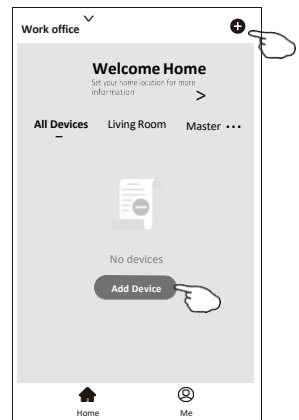 Work office
Welcome Home
Set your home location for more
information
>
All Devices Living Room Master •••
No devices
Add Device
Home Me